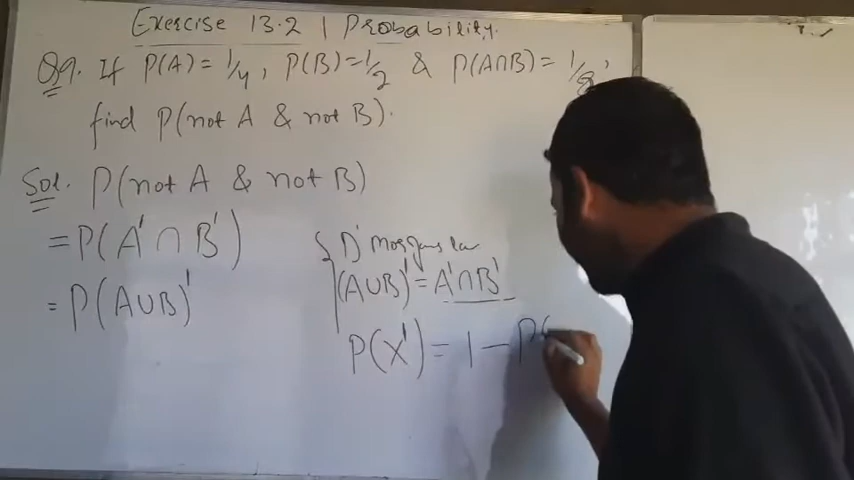 Exercise 13.2 | Probability.
Q9. If P(A) = 1/4, P(B) = 1/2 & P(A∩B) = 1/8,
find P(not A & not B).
Sol. P(not A & not B)
= P(A' ∩ B')
= P(A∪B)'
{ D'morgans law
(A∪B)' = A'∩B'
P(X') = 1 − P(